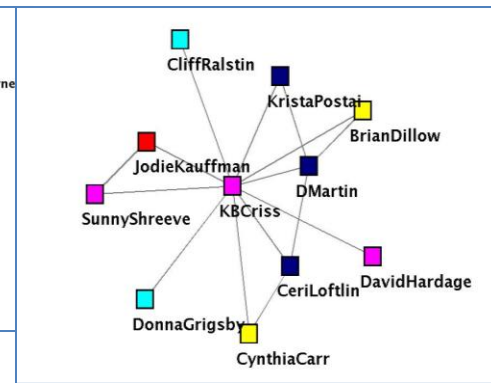 CliffRalstin
KristaPostai
BrianDillow
JodieKauffman
DMartin
SunnyShreeve
KBCriss
DavidHardage
CeriLoftlin
DonnaGrigsby
CynthiaCarr